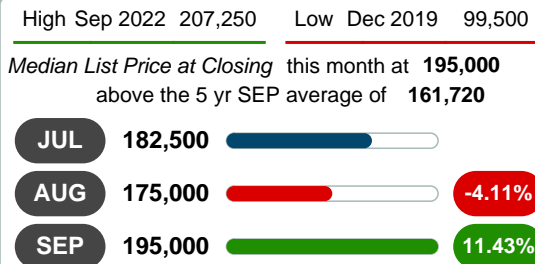 High Sep 2022 207,250 Low Dec 2019 99,500
Median List Price at Closing this month at 195,000
above the 5 yr SEP average of 161,720
JUL 182,500
AUG 175,000 -4.11%
SEP 195,000 11.43%